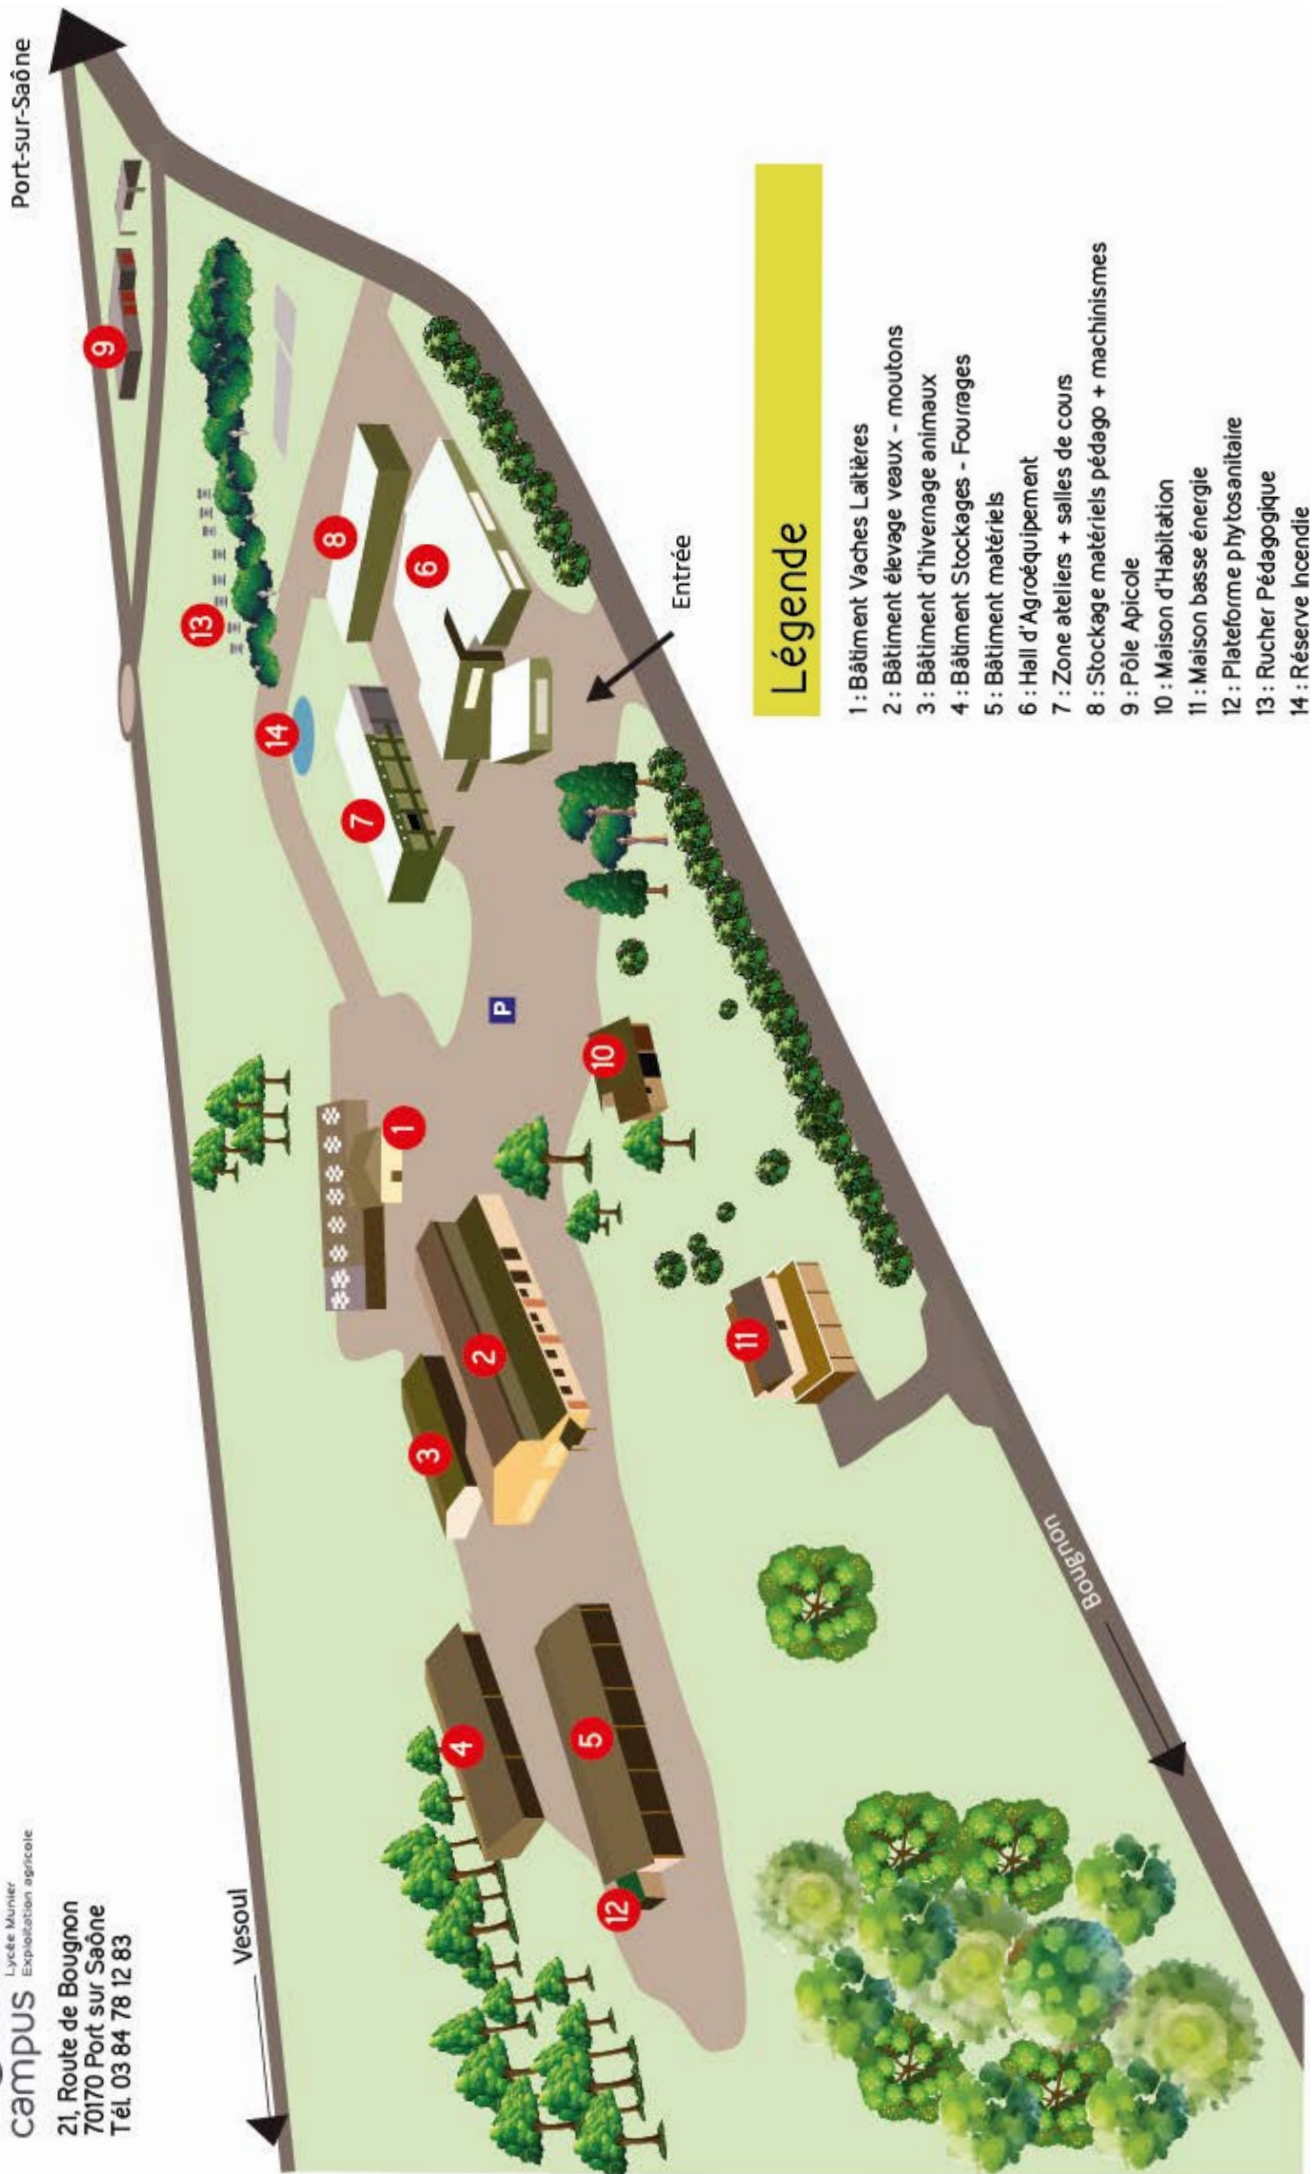 campus
Lycée Munier
Exploitation agricole
21, Route de Bougnon
70170 Port sur Saône
Tél. 03 84 78 12 83
Vesoul
Port-sur-Saône
9
13
14
8
6
7
Entrée
P
1
10
2
3
11
4
5
12
Bougnon
Légende
1 : Bâtiment Vaches Laitières
2 : Bâtiment élevage veaux - moutons
3 : Bâtiment d'hivernage animaux
4 : Bâtiment Stockages - Fourrages
5 : Bâtiment matériels
6 : Hall d'Agroéquipement
7 : Zone ateliers + salles de cours
8 : Stockage matériels pédago + machinismes
9 : Pôle Apicole
10 : Maison d'Habitation
11 : Maison basse énergie
12 : Plateforme phytosanitaire
13 : Rucher Pédagogique
14 : Réserve Incendie